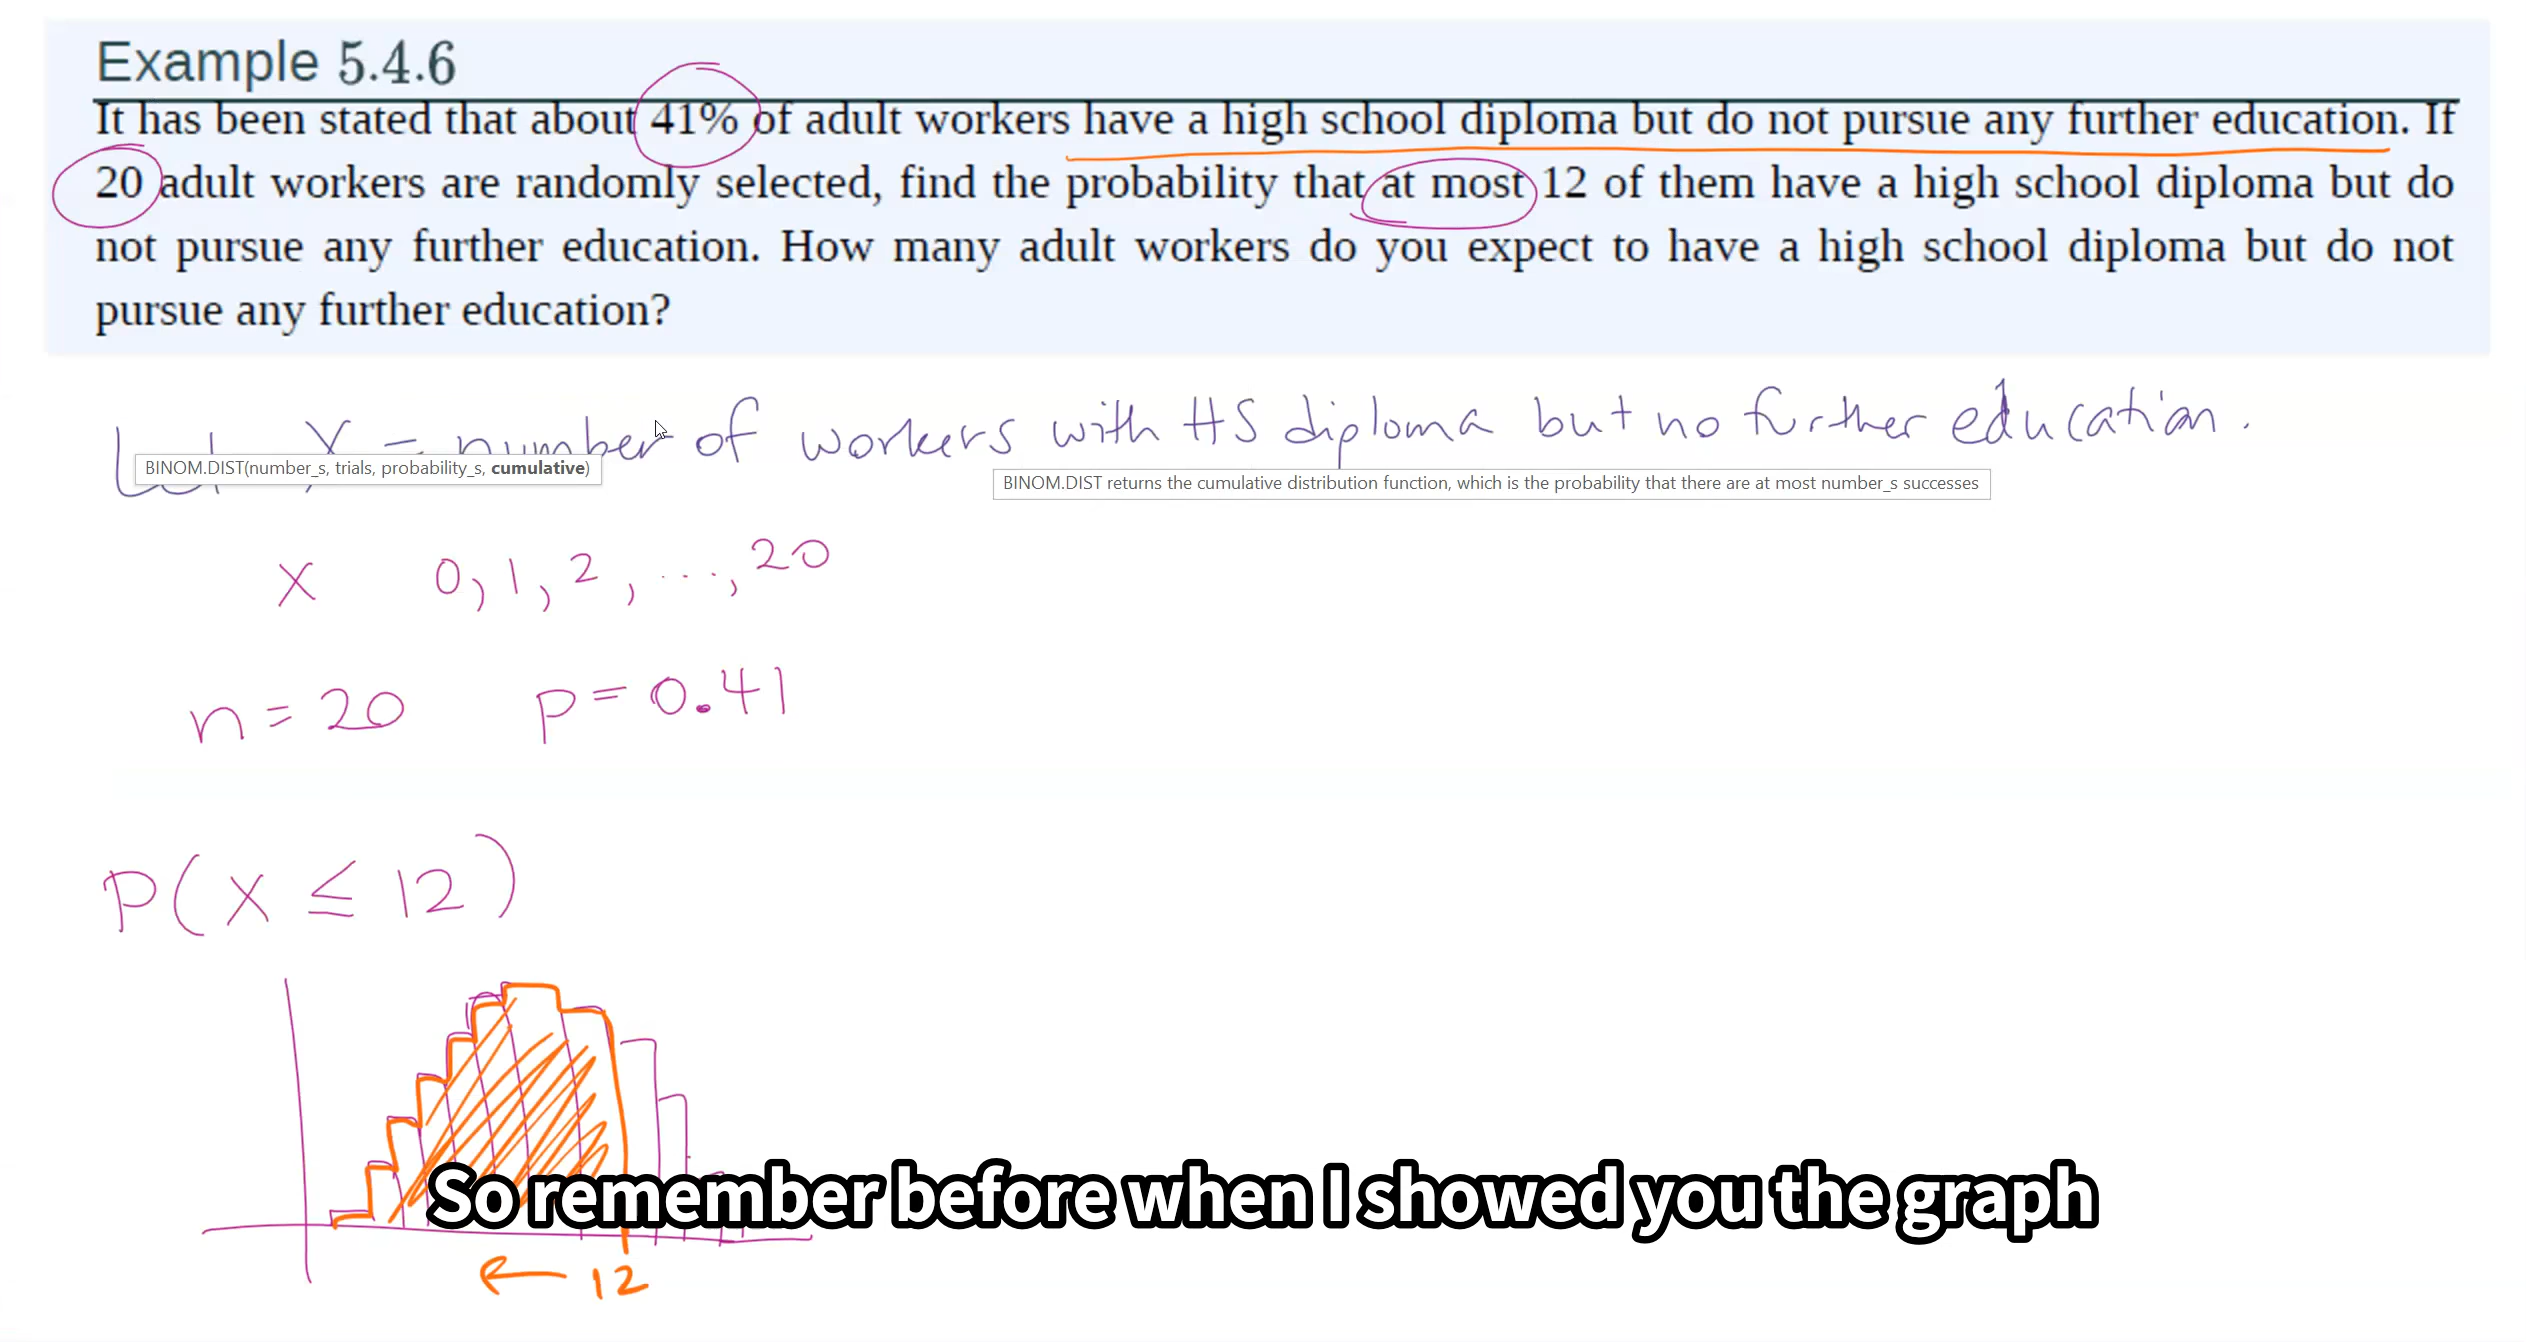 Example 5.4.6
It has been stated that about 41% of adult workers have a high school diploma but do not pursue any further education. If
20 adult workers are randomly selected, find the probability that at most 12 of them have a high school diploma but do
not pursue any further education. How many adult workers do you expect to have a high school diploma but do not
pursue any further education?
Let X = number of workers with HS diploma but no further education.
BINOM.DIST(number_s, trials, probability_s, cumulative)
BINOM.DIST returns the cumulative distribution function, which is the probability that there are at most number_s successes
X 0, 1, 2, ..., 20
n = 20 p = 0.41
P(X ≤ 12)
So remember before when I showed you the graph
← 12